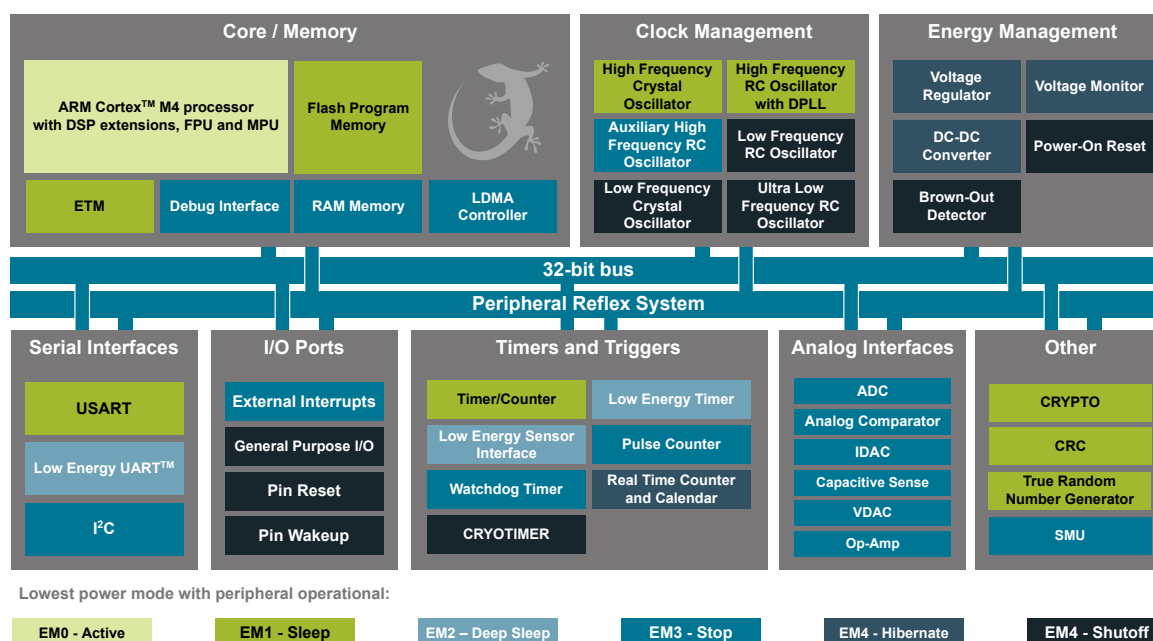 Core / Memory
ARM Cortex™ M4 processor
with DSP extensions, FPU and MPU
Flash Program
Memory
ETM
Debug Interface
RAM Memory
LDMA
Controller
Clock Management
High Frequency
Crystal
Oscillator
High Frequency
RC Oscillator
with DPLL
Auxiliary High
Frequency RC
Oscillator
Low Frequency
RC Oscillator
Low Frequency
Crystal
Oscillator
Ultra Low
Frequency RC
Oscillator
Energy Management
Voltage
Regulator
Voltage Monitor
DC-DC
Converter
Power-On Reset
Brown-Out
Detector
32-bit bus
Peripheral Reflex System
Serial Interfaces
USART
Low Energy UART™
I²C
I/O Ports
External Interrupts
General Purpose I/O
Pin Reset
Pin Wakeup
Timers and Triggers
Timer/Counter
Low Energy Timer
Low Energy Sensor
Interface
Pulse Counter
Watchdog Timer
Real Time Counter
and Calendar
CRYOTIMER
Analog Interfaces
ADC
Analog Comparator
IDAC
Capacitive Sense
VDAC
Op-Amp
Other
CRYPTO
CRC
True Random
Number Generator
SMU
Lowest power mode with peripheral operational:
EM0 - Active
EM1 - Sleep
EM2 – Deep Sleep
EM3 - Stop
EM4 - Hibernate
EM4 - Shutoff